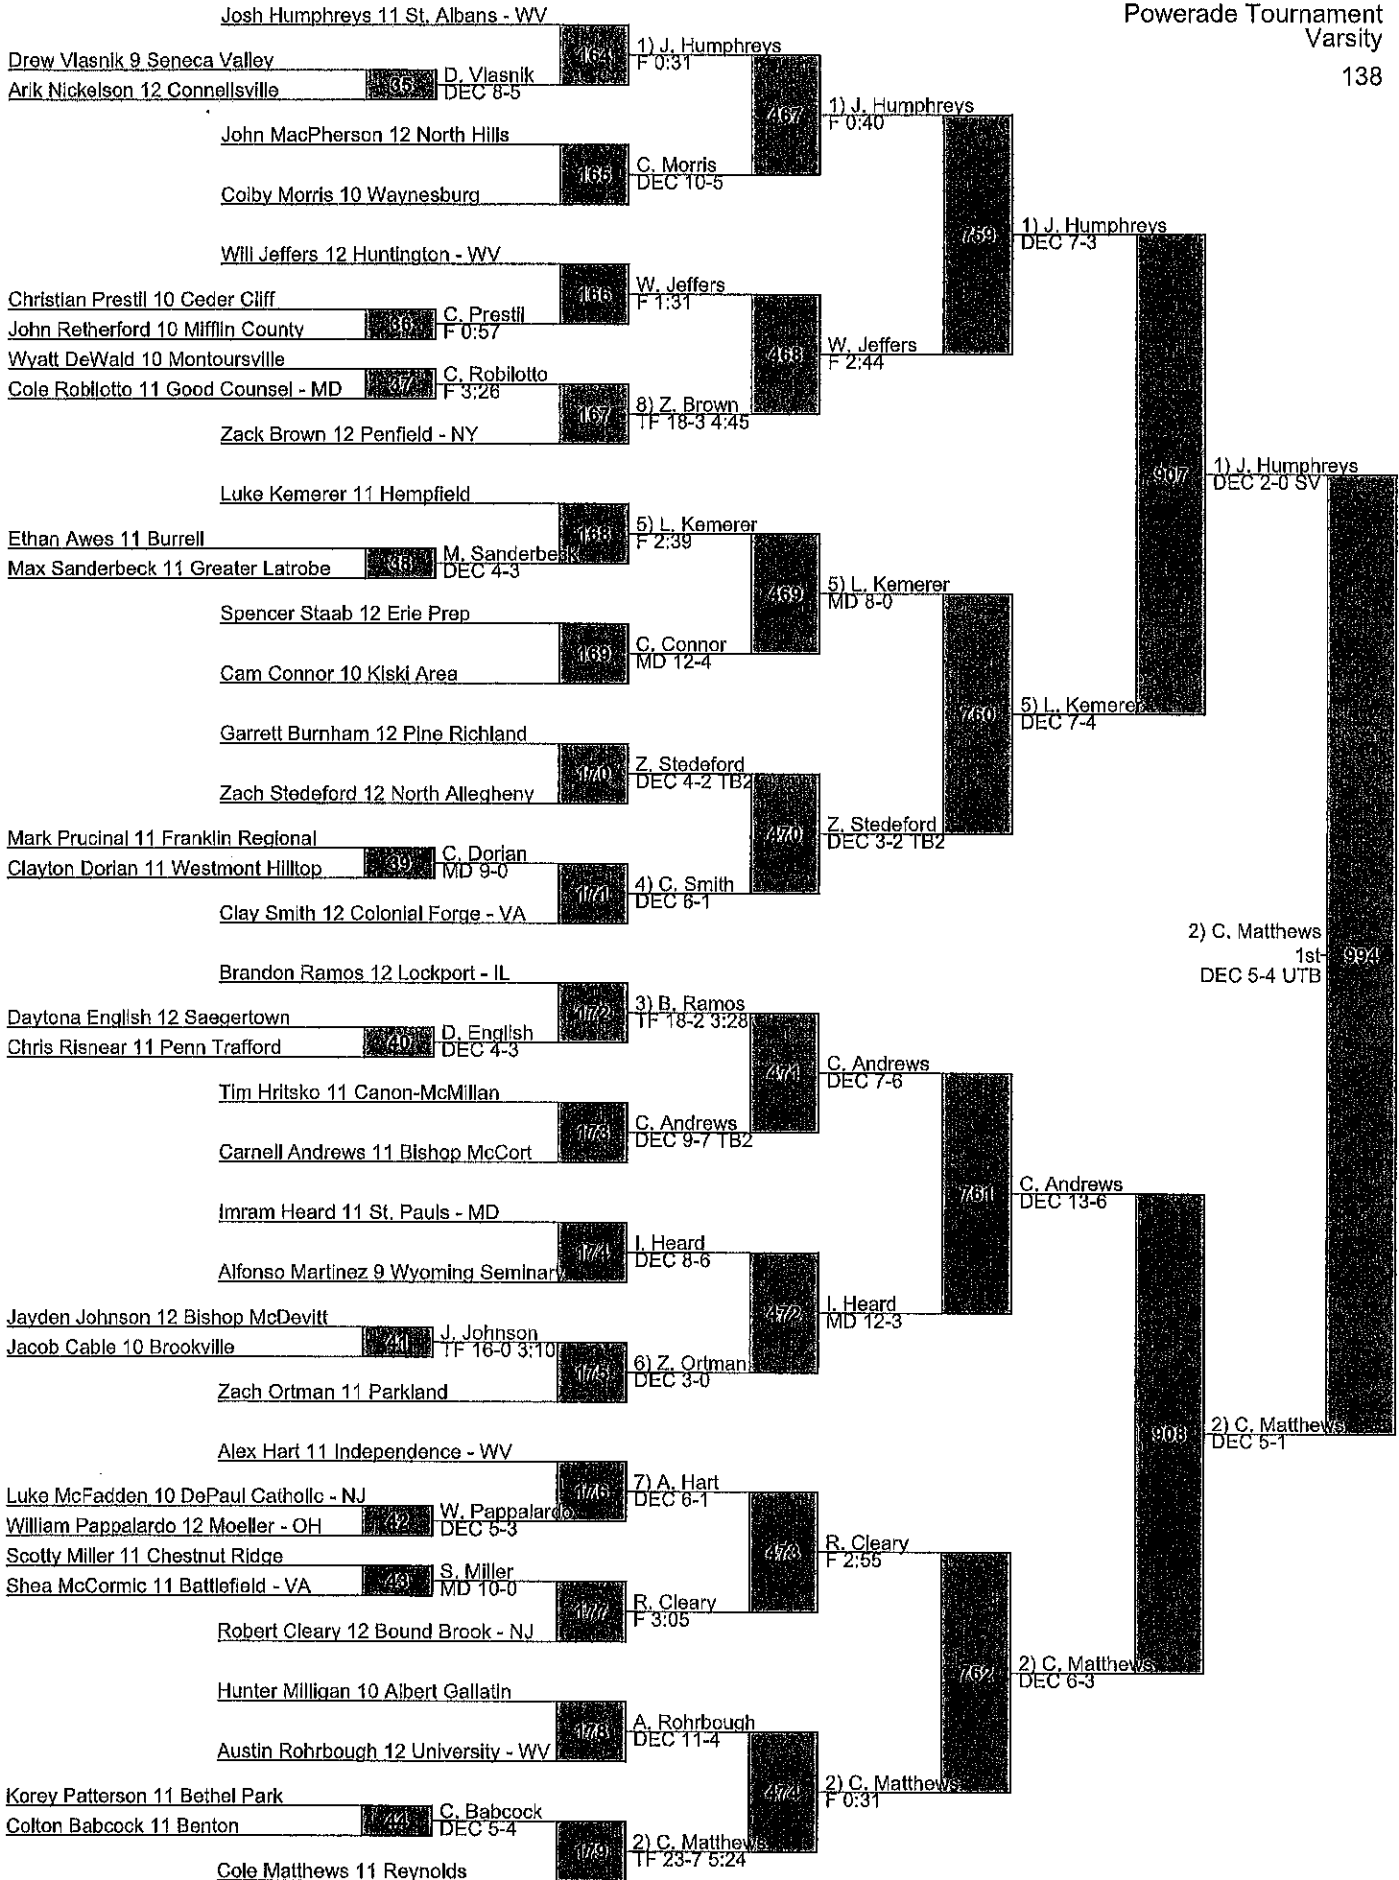 Powerade Tournament
Varsity
138
Josh Humphreys 11 St. Albans - WV
164
1) J. Humphreys
F 0:31
Drew Vlasnik 9 Seneca Valley
35
D. Vlasnik
DEC 8-5
Arik Nickelson 12 Connellsville
467
1) J. Humphreys
F 0:40
John MacPherson 12 North Hills
165
C. Morris
DEC 10-5
Colby Morris 10 Waynesburg
759
1) J. Humphreys
DEC 7-3
Will Jeffers 12 Huntington - WV
166
W. Jeffers
F 1:31
Christian Prestil 10 Ceder Cliff
36
C. Prestil
F 0:57
John Retherford 10 Mifflin County
468
W. Jeffers
F 2:44
Wyatt DeWald 10 Montoursville
37
C. Robilotto
F 3:26
Cole Robilotto 11 Good Counsel - MD
167
8) Z. Brown
TF 18-3 4:45
Zack Brown 12 Penfield - NY
907
1) J. Humphreys
DEC 2-0 SV
Luke Kemerer 11 Hempfield
168
5) L. Kemerer
F 2:39
Ethan Awes 11 Burrell
38
M. Sanderbeck
DEC 4-3
Max Sanderbeck 11 Greater Latrobe
469
5) L. Kemerer
MD 8-0
Spencer Staab 12 Erie Prep
169
C. Connor
MD 12-4
Cam Connor 10 Kiski Area
760
5) L. Kemerer
DEC 7-4
Garrett Burnham 12 Pine Richland
170
Z. Stedeford
DEC 4-2 TB2
Zach Stedeford 12 North Allegheny
470
Z. Stedeford
DEC 3-2 TB2
Mark Prucinal 11 Franklin Regional
39
C. Dorian
MD 9-0
Clayton Dorian 11 Westmont Hilltop
171
4) C. Smith
DEC 6-1
Clay Smith 12 Colonial Forge - VA
2) C. Matthews
1st
994
DEC 5-4 UTB
Brandon Ramos 12 Lockport - IL
172
3) B. Ramos
TF 18-2 3:28
Daytona English 12 Saegertown
40
D. English
DEC 4-3
Chris Risnear 11 Penn Trafford
471
C. Andrews
DEC 7-6
Tim Hritsko 11 Canon-McMillan
173
C. Andrews
DEC 9-7 TB2
Carnell Andrews 11 Bishop McCort
761
C. Andrews
DEC 13-6
Imram Heard 11 St. Pauls - MD
174
I. Heard
DEC 8-6
Alfonso Martinez 9 Wyoming Seminary
472
I. Heard
MD 12-3
Jayden Johnson 12 Bishop McDevitt
41
J. Johnson
TF 16-0 3:10
Jacob Cable 10 Brookville
175
6) Z. Ortman
DEC 3-0
Zach Ortman 11 Parkland
908
2) C. Matthews
DEC 5-1
Alex Hart 11 Independence - WV
176
7) A. Hart
DEC 6-1
Luke McFadden 10 DePaul Catholic - NJ
42
W. Pappalardo
DEC 5-3
William Pappalardo 12 Moeller - OH
473
R. Cleary
F 2:55
Scotty Miller 11 Chestnut Ridge
43
S. Miller
MD 10-0
Shea McCormic 11 Battlefield - VA
177
R. Cleary
F 3:05
Robert Cleary 12 Bound Brook - NJ
762
2) C. Matthews
DEC 6-3
Hunter Milligan 10 Albert Gallatin
178
A. Rohrbough
DEC 11-4
Austin Rohrbough 12 University - WV
474
2) C. Matthews
F 0:31
Korey Patterson 11 Bethel Park
44
C. Babcock
DEC 5-4
Colton Babcock 11 Benton
179
2) C. Matthews
TF 23-7 5:24
Cole Matthews 11 Reynolds